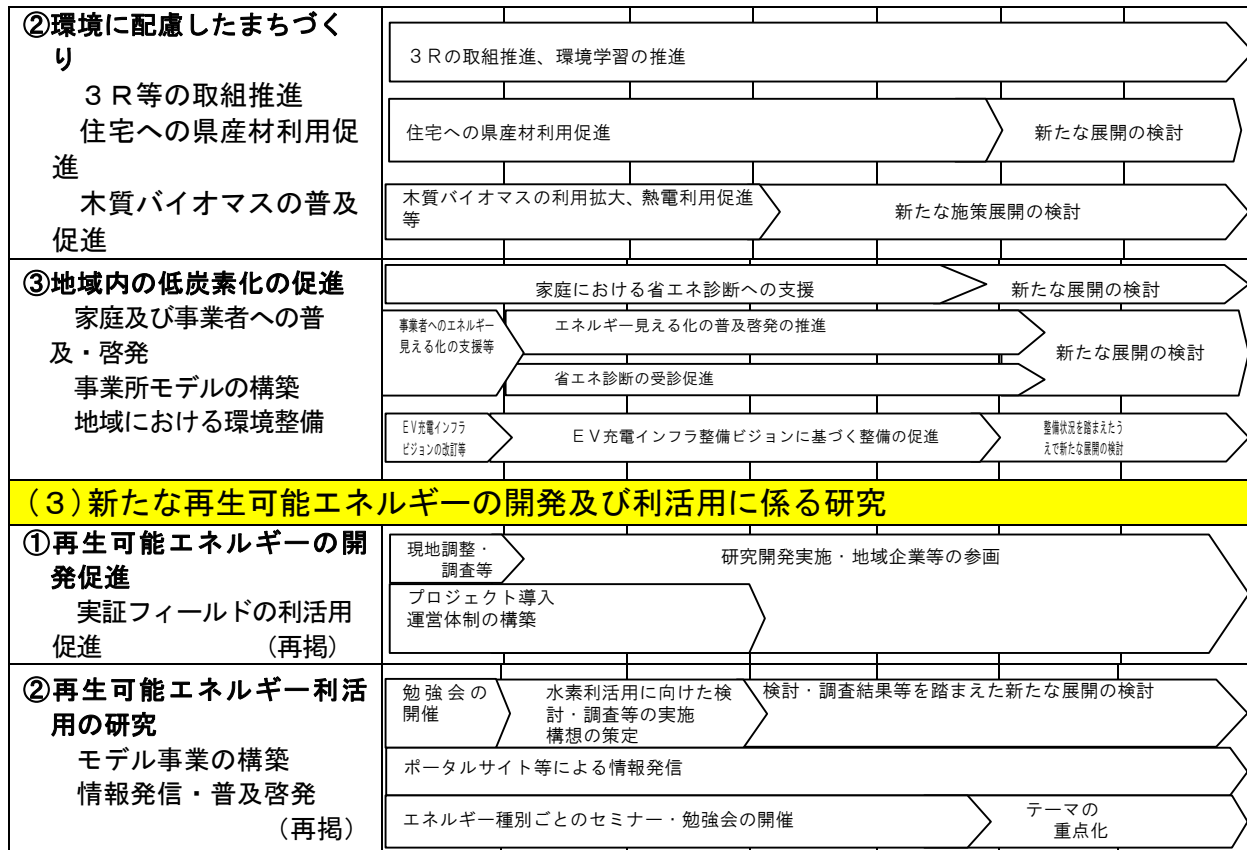 ②環境に配慮したまちづく
り
３Ｒ等の取組推進
住宅への県産材利用促
進
木質バイオマスの普及
促進
３Ｒの取組推進、環境学習の推進
住宅への県産材利用促進
新たな展開の検討
木質バイオマスの利用拡大、熱電利用促進
等
新たな施策展開の検討
③地域内の低炭素化の促進
家庭及び事業者への普
及・啓発
事業所モデルの構築
地域における環境整備
家庭における省エネ診断への支援
新たな展開の検討
事業者へのエネルギー
見える化の支援等
エネルギー見える化の普及啓発の推進
省エネ診断の受診促進
新たな展開の検討
ＥＶ充電インフラ
ビジョンの改訂等
ＥＶ充電インフラ整備ビジョンに基づく整備の促進
整備状況を踏まえたう
えで新たな展開の検討
(３)新たな再生可能エネルギーの開発及び利活用に係る研究
①再生可能エネルギーの開
発促進
実証フィールドの利活用
促進　　　　（再掲）
現地調整・
調査等
研究開発実施・地域企業等の参画
プロジェクト導入
運営体制の構築
②再生可能エネルギー利活
用の研究
モデル事業の構築
情報発信・普及啓発
（再掲）
勉強会の
開催
水素利活用に向けた検
討・調査等の実施
構想の策定
検討・調査結果等を踏まえた新たな展開の検討
ポータルサイト等による情報発信
エネルギー種別ごとのセミナー・勉強会の開催
テーマの
重点化